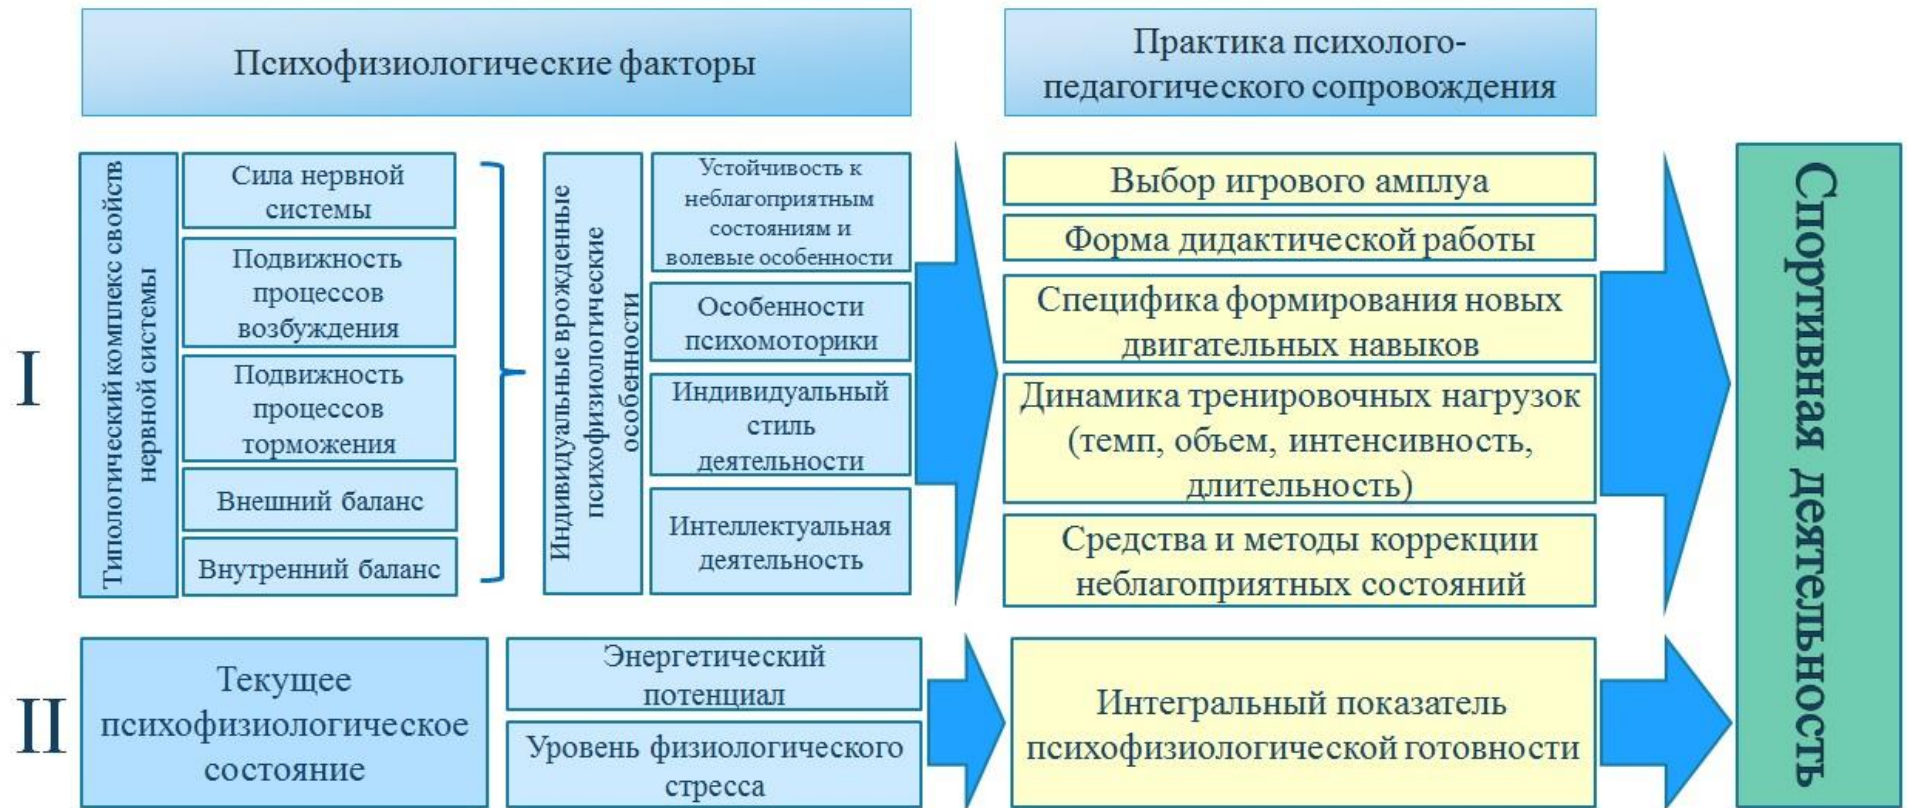 Психофизиологические факторы
Практика психолого-
педагогического сопровождения
I
Типологический комплекс свойств
нервной системы
Сила нервной
системы
Подвижность
процессов
возбуждения
Подвижность
процессов
торможения
Внешний баланс
Внутренний баланс
Индивидуальные врожденные
психофизиологические
особенности
Устойчивость к
неблагоприятным
состояниям и
волевые особенности
Особенности
психомоторики
Индивидуальный
стиль
деятельности
Интеллектуальная
деятельность
Выбор игрового амплуа
Форма дидактической работы
Специфика формирования новых
двигательных навыков
Динамика тренировочных нагрузок
(темп, объем, интенсивность,
длительность)
Средства и методы коррекции
неблагоприятных состояний
Спортивная деятельность
II
Текущее
психофизиологическое
состояние
Энергетический
потенциал
Уровень физиологического
стресса
Интегральный показатель
психофизиологической готовности